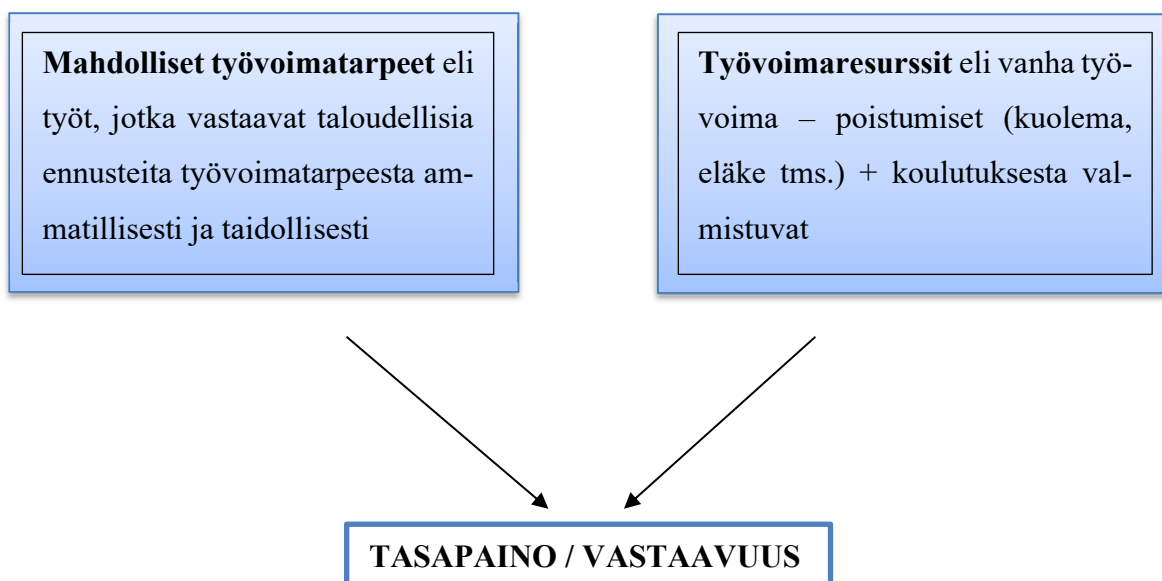 Mahdolliset työvoimatarpeet eli
työt, jotka vastaavat taloudellisia
ennusteita työvoimatarpeesta am-
matillisesti ja taidollisesti
Työvoimaresurssit eli vanha työ-
voima – poistumiset (kuolema,
eläke tms.) + koulutuksesta val-
mistuvat
TASAPAINO / VASTAAVUUS